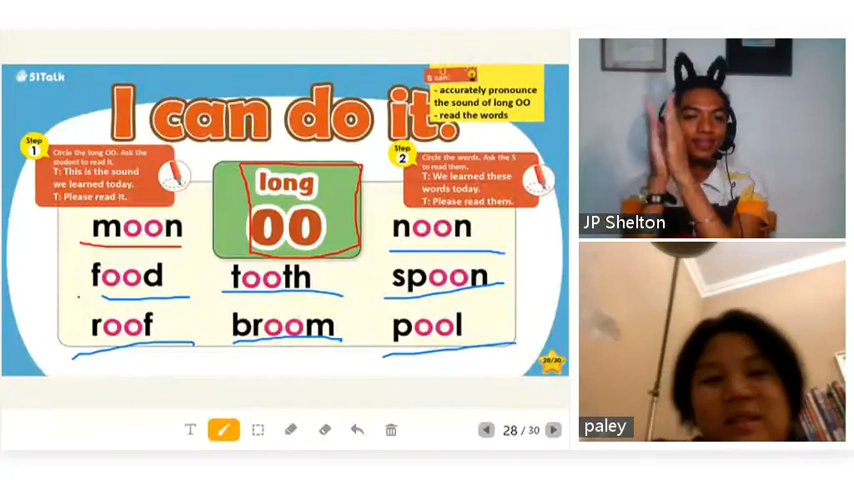 51Talk
I can do it.
S can:
- accurately pronounce
the sound of long OO
- read the words
Step
1
Circle the long OO. Ask the
student to read it.
T: This is the sound
we learned today.
T: Please read it.
Step
2
Circle the words. Ask the S
to read them.
T: We learned these
words today.
T: Please read them.
long
OO
moon
noon
food
tooth
spoon
roof
broom
pool
28/30
T
28 / 30
JP Shelton
paley